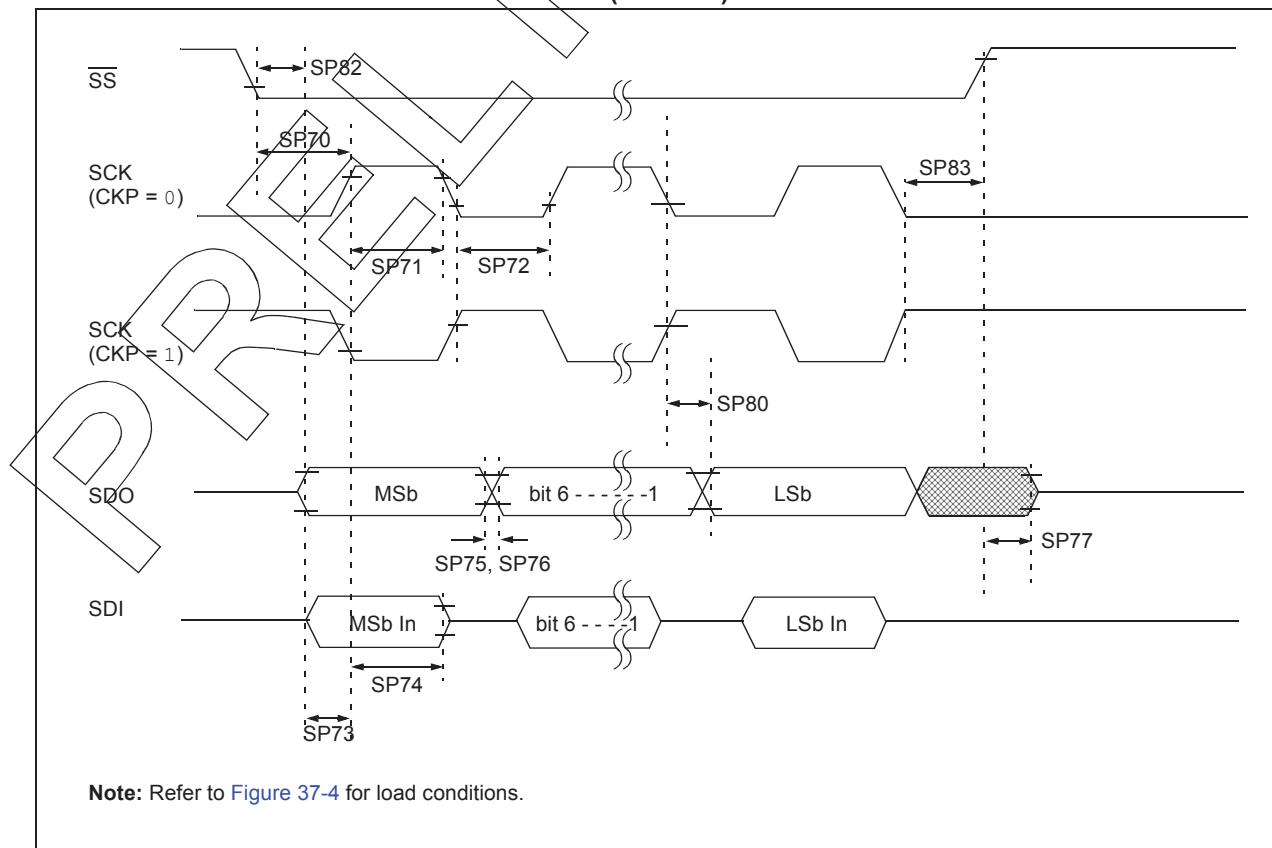 SS
SP82
SP70
SCK
(CKP = 0)
SP83
SP71
SP72
SCK
(CKP = 1)
SP80
SDO
MSb
bit 6 - - - - - -1
LSb
SP77
SP75, SP76
SDI
MSb In
bit 6 - - - -1
LSb In
SP74
SP73
Note: Refer to Figure 37-4 for load conditions.
PREL